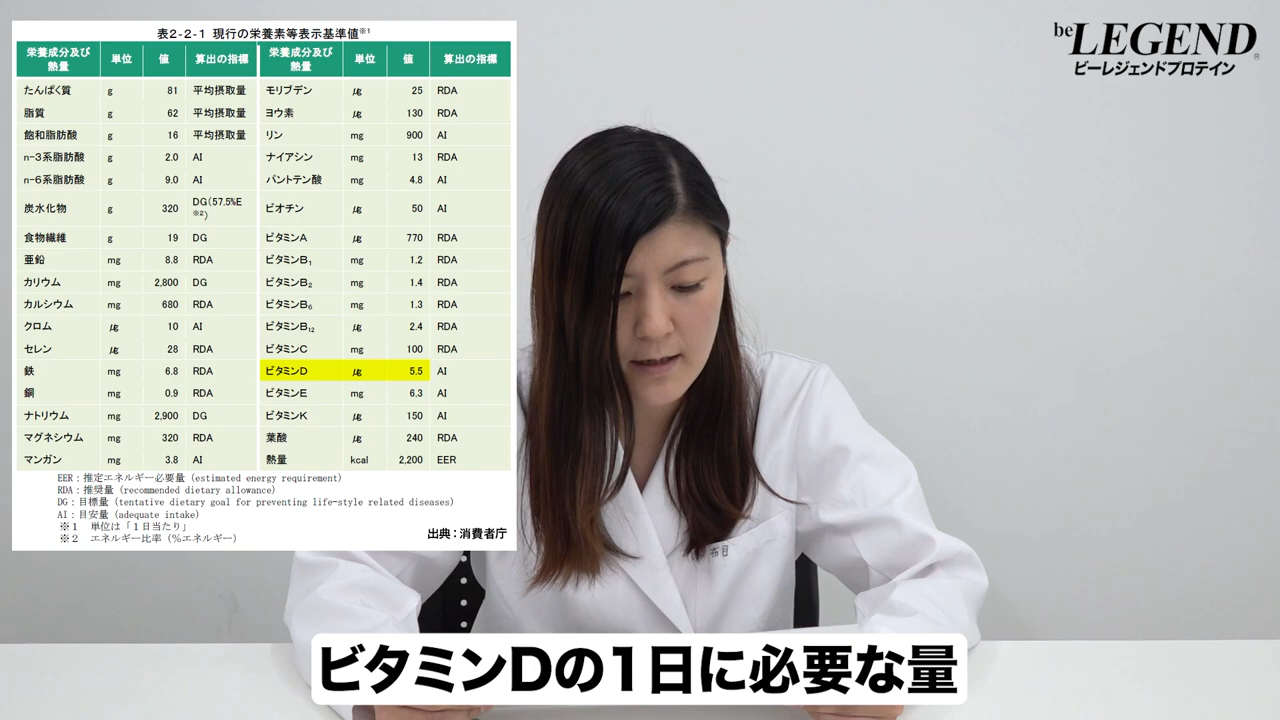 表2-2-1 現行の栄養素等表示基準値※1
栄養成分及び熱量 単位 値 算出の指標 栄養成分及び熱量 単位 値 算出の指標
たんぱく質 g 81 平均摂取量 モリブデン ㎍ 25 RDA
脂質 g 62 平均摂取量 ヨウ素 ㎍ 130 RDA
飽和脂肪酸 g 16 平均摂取量 リン mg 900 AI
n-3系脂肪酸 g 2.0 AI ナイアシン mg 13 RDA
n-6系脂肪酸 g 9.0 AI パントテン酸 mg 4.8 AI
炭水化物 g 320 DG(57.5%E※2) ビオチン ㎍ 50 AI
食物繊維 g 19 DG ビタミンA ㎍ 770 RDA
亜鉛 mg 8.8 RDA ビタミンB₁ mg 1.2 RDA
カリウム mg 2,800 DG ビタミンB₂ mg 1.4 RDA
カルシウム mg 680 RDA ビタミンB₆ mg 1.3 RDA
クロム ㎍ 10 AI ビタミンB₁₂ ㎍ 2.4 RDA
セレン ㎍ 28 RDA ビタミンC mg 100 RDA
鉄 mg 6.8 RDA ビタミンD ㎍ 5.5 AI
銅 mg 0.9 RDA ビタミンE mg 6.3 AI
ナトリウム mg 2,900 DG ビタミンK ㎍ 150 AI
マグネシウム mg 320 RDA 葉酸 ㎍ 240 RDA
マンガン mg 3.8 AI 熱量 kcal 2,200 EER
EER:推定エネルギー必要量 (estimated energy requirement)
RDA:推奨量 (recommended dietary allowance)
DG:目標量 (tentative dietary goal for preventing life-style related diseases)
AI:目安量 (adequate intake)
※1 単位は「1日当たり」
※2 エネルギー比率 (%エネルギー)
出典:消費者庁
be LEGEND®
ビーレジェンドプロテイン
ビタミンDの1日に必要な量